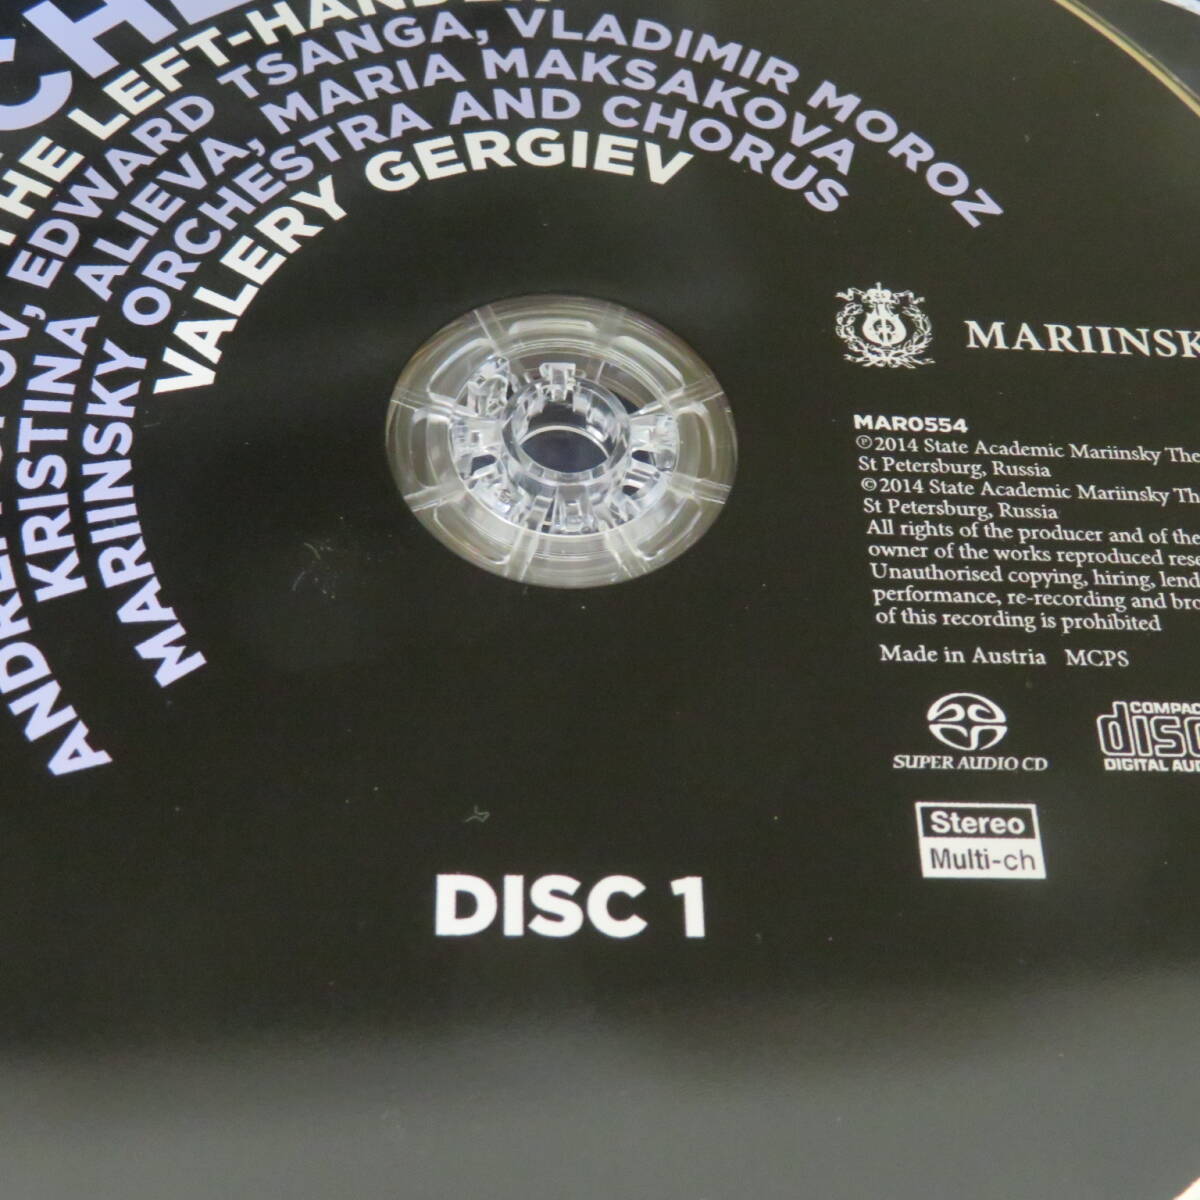 THE LEFT-HANDER
EDWARD TSANGA, VLADIMIR MOROZ
KRISTINA ALIEVA, MARIA MAKSAKOVA
MARIINSKY ORCHESTRA AND CHORUS
VALERY GERGIEV
MARIINSK
MAR0554
℗2014 State Academic Mariinsky The
St Petersburg, Russia
©2014 State Academic Mariinsky Th
St Petersburg, Russia
All rights of the producer and of the
owner of the works reproduced rese
Unauthorised copying, hiring, lend
performance, re-recording and bro
of this recording is prohibited
Made in Austria MCPS
SUPER AUDIO CD
COMPAC
disc
DIGITAL AUD
Stereo
Multi-ch
DISC 1